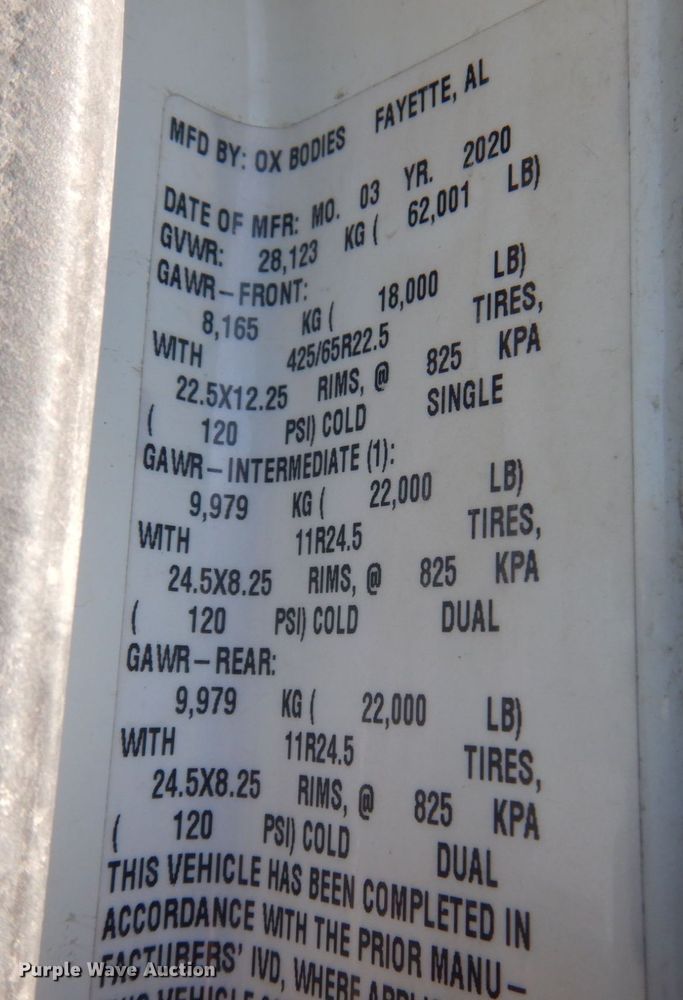 MFD BY: OX BODIES FAYETTE, AL
DATE OF MFR: MO. 03 YR. 2020
GVWR: 28,123 KG ( 62,001 LB)
GAWR-FRONT:
8,165 KG ( 18,000 LB)
WITH 425/65R22.5 TIRES,
22.5X12.25 RIMS, @ 825 KPA
( 120 PSI) COLD SINGLE
GAWR-INTERMEDIATE (1):
9,979 KG ( 22,000 LB)
WITH 11R24.5 TIRES,
24.5X8.25 RIMS, @ 825 KPA
( 120 PSI) COLD DUAL
GAWR-REAR:
9,979 KG ( 22,000 LB)
WITH 11R24.5 TIRES,
24.5X8.25 RIMS, @ 825 KPA
( 120 PSI) COLD DUAL
THIS VEHICLE HAS BEEN COMPLETED IN
ACCORDANCE WITH THE PRIOR MANU-
FACTURERS' IVD, WHERE
VEHICLE
Purple Wave Auction